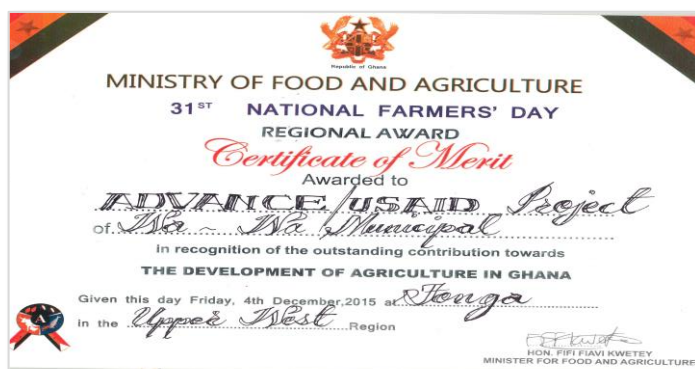 Republic of Ghana
MINISTRY OF FOOD AND AGRICULTURE
31ST NATIONAL FARMERS' DAY
REGIONAL AWARD
Certificate of Merit
Awarded to
ADVANCE/USAID Project
of Wa - Wa Municipal
in recognition of the outstanding contribution towards
THE DEVELOPMENT OF AGRICULTURE IN GHANA
Given this day Friday, 4th December,2015 at
in the Upper West Region
HON. FIFI FIAVI KWETEY
MINISTER FOR FOOD AND AGRICULTURE